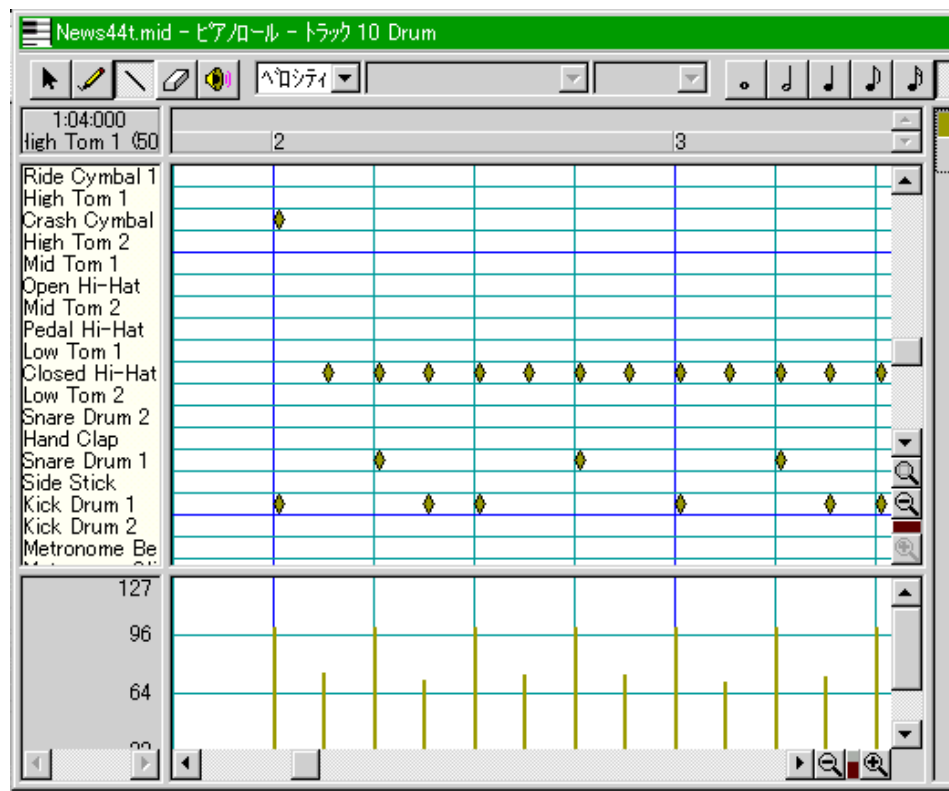 News44t.mid − ﾋﾟｱﾉﾛｰﾙ − ﾄﾗｯｸ 10 Drum
ﾍﾞﾛｼﾃｨ
1:04:000
High Tom 1 (50
2
3
Ride Cymbal 1
High Tom 1
Crash Cymbal
High Tom 2
Mid Tom 1
Open Hi-Hat
Mid Tom 2
Pedal Hi-Hat
Low Tom 1
Closed Hi-Hat
Low Tom 2
Snare Drum 2
Hand Clap
Snare Drum 1
Side Stick
Kick Drum 1
Kick Drum 2
Metronome Be
127
96
64